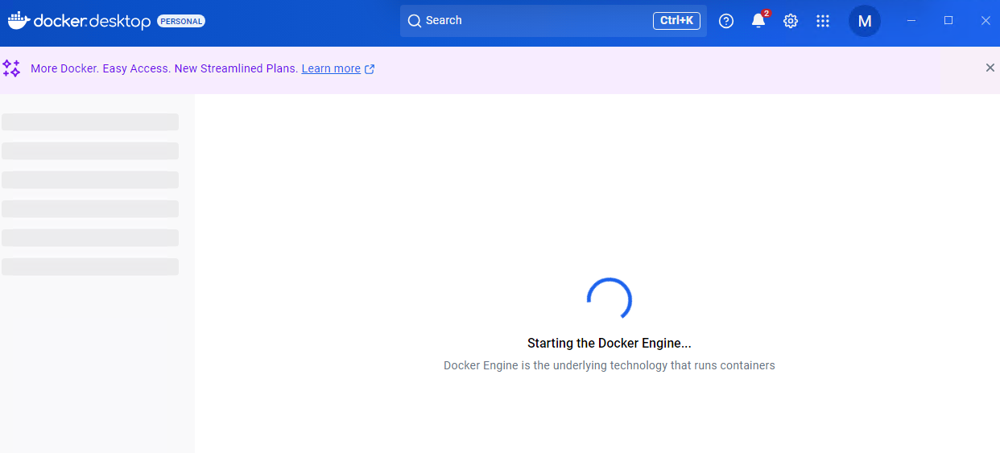 docker.desktop PERSONAL
Search Ctrl+K
2
M
More Docker. Easy Access. New Streamlined Plans. Learn more
Starting the Docker Engine...
Docker Engine is the underlying technology that runs containers